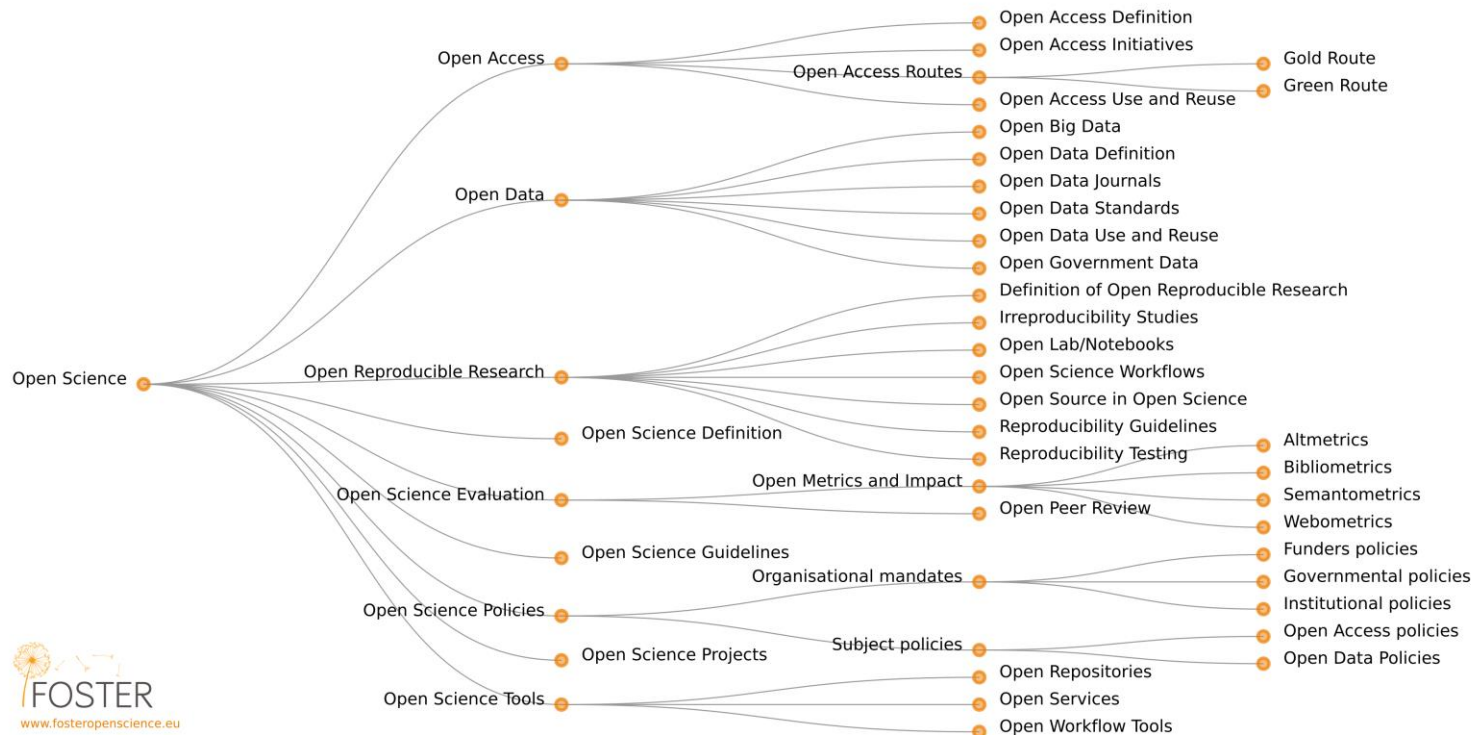 Open Science
Open Access
Open Access Definition
Open Access Initiatives
Open Access Routes
Gold Route
Green Route
Open Access Use and Reuse
Open Data
Open Big Data
Open Data Definition
Open Data Journals
Open Data Standards
Open Data Use and Reuse
Open Government Data
Open Reproducible Research
Definition of Open Reproducible Research
Irreproducibility Studies
Open Lab/Notebooks
Open Science Workflows
Open Source in Open Science
Reproducibility Guidelines
Reproducibility Testing
Open Science Definition
Open Science Evaluation
Open Metrics and Impact
Altmetrics
Bibliometrics
Semantometrics
Webometrics
Open Peer Review
Open Science Guidelines
Open Science Policies
Organisational mandates
Funders policies
Governmental policies
Institutional policies
Subject policies
Open Access policies
Open Data Policies
Open Science Projects
Open Science Tools
Open Repositories
Open Services
Open Workflow Tools
FOSTER
www.fosteropenscience.eu